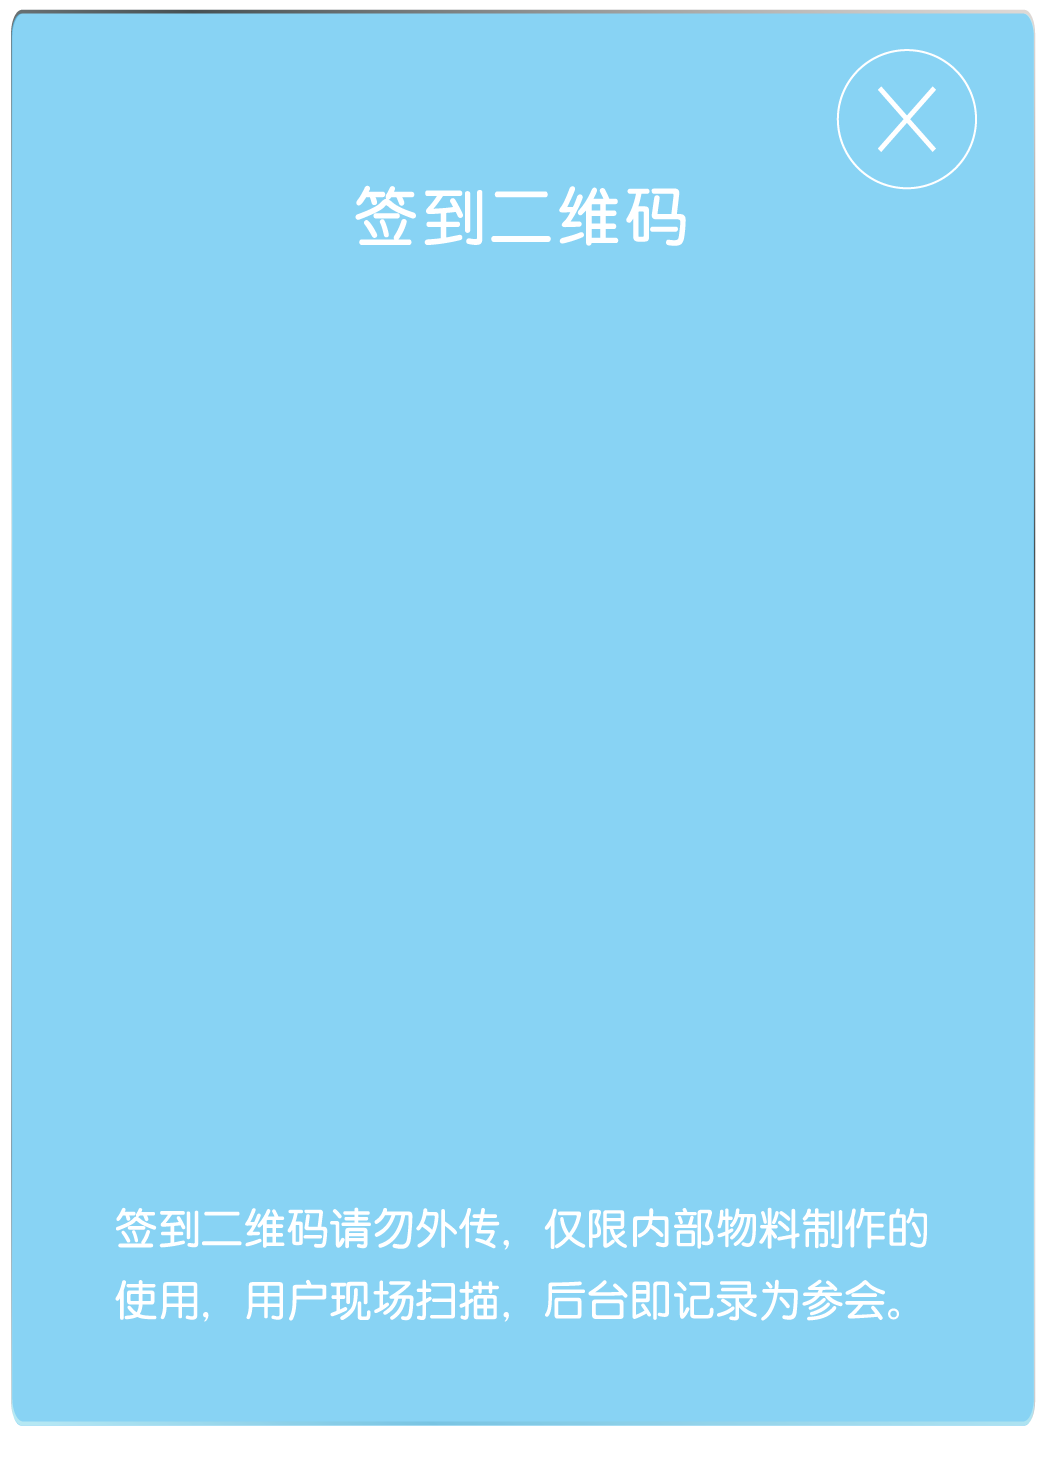 签到二维码
签到二维码请勿外传，仅限内部物料制作的
使用，用户现场扫描，后台即记录为参会。